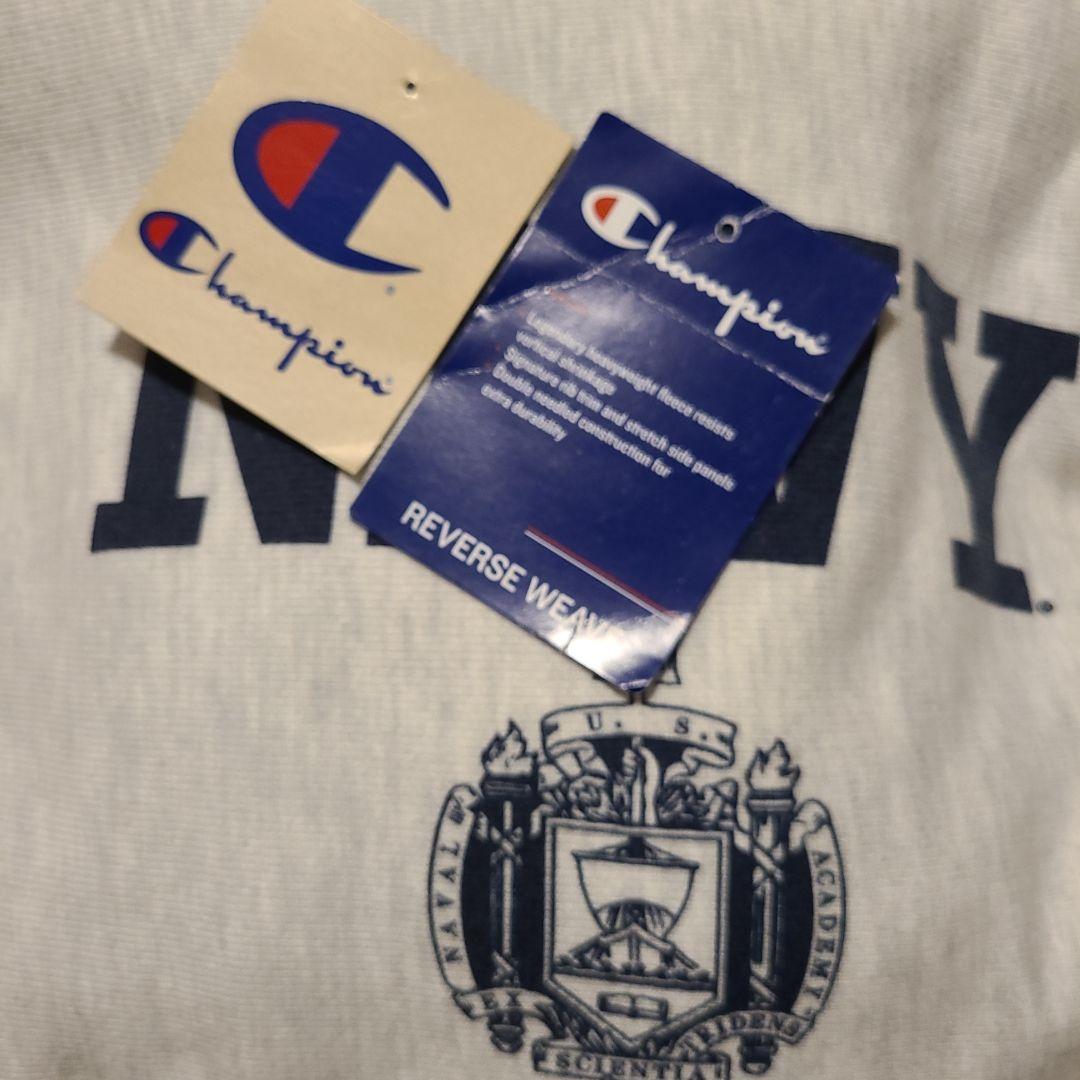 Champion
Champion
Legendary heavyweight fleece resists
vertical shrinkage
Signature rib trim and stretch side panels
Double needled construction for
extra durability
REVERSE WEAV
N Y
U. S.
NAVAL ACADEMY
EX SCIENTIA TRIDENS